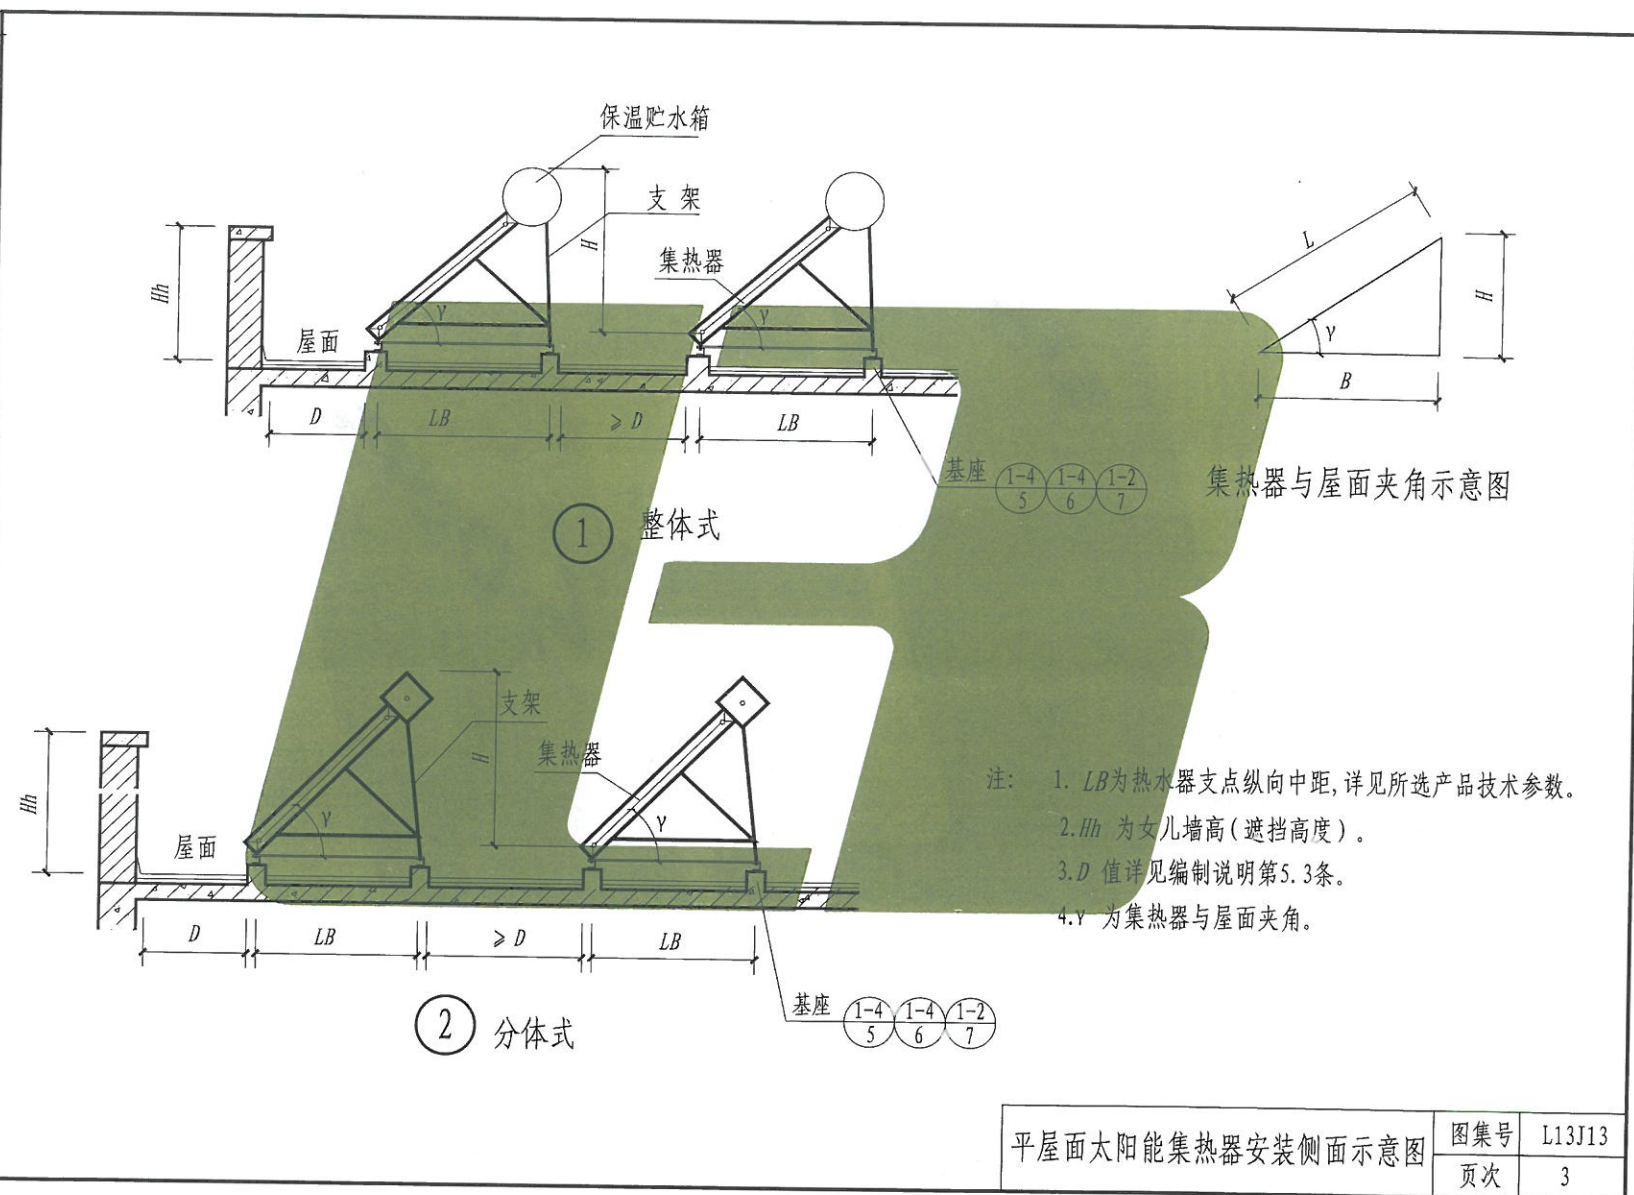 保温贮水箱
支架
H
集热器
Hh
屋面
γ
γ
D
LB
≥D
LB
基座 1-4/5 1-4/6 1-2/7
① 整体式
L
H
γ
B
集热器与屋面夹角示意图
支架
H
集热器
Hh
屋面
γ
γ
D
LB
≥D
LB
基座 1-4/5 1-4/6 1-2/7
② 分体式
注: 1. LB为热水器支点纵向中距,详见所选产品技术参数。
2.Hh 为女儿墙高(遮挡高度)。
3.D 值详见编制说明第5.3条。
4.γ 为集热器与屋面夹角。
平屋面太阳能集热器安装侧面示意图
图集号 L13J13
页次 3